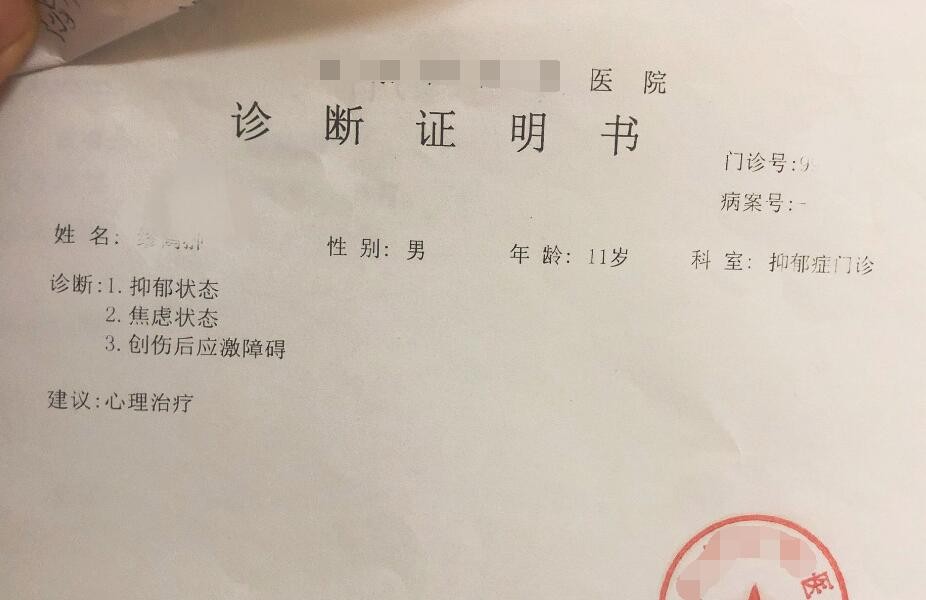 医院
诊断证明书
门诊号:9
病案号:-
姓名: 性别: 男 年龄: 11岁 科室: 抑郁症门诊
诊断:1.抑郁状态
2.焦虑状态
3.创伤后应激障碍
建议:心理治疗
医